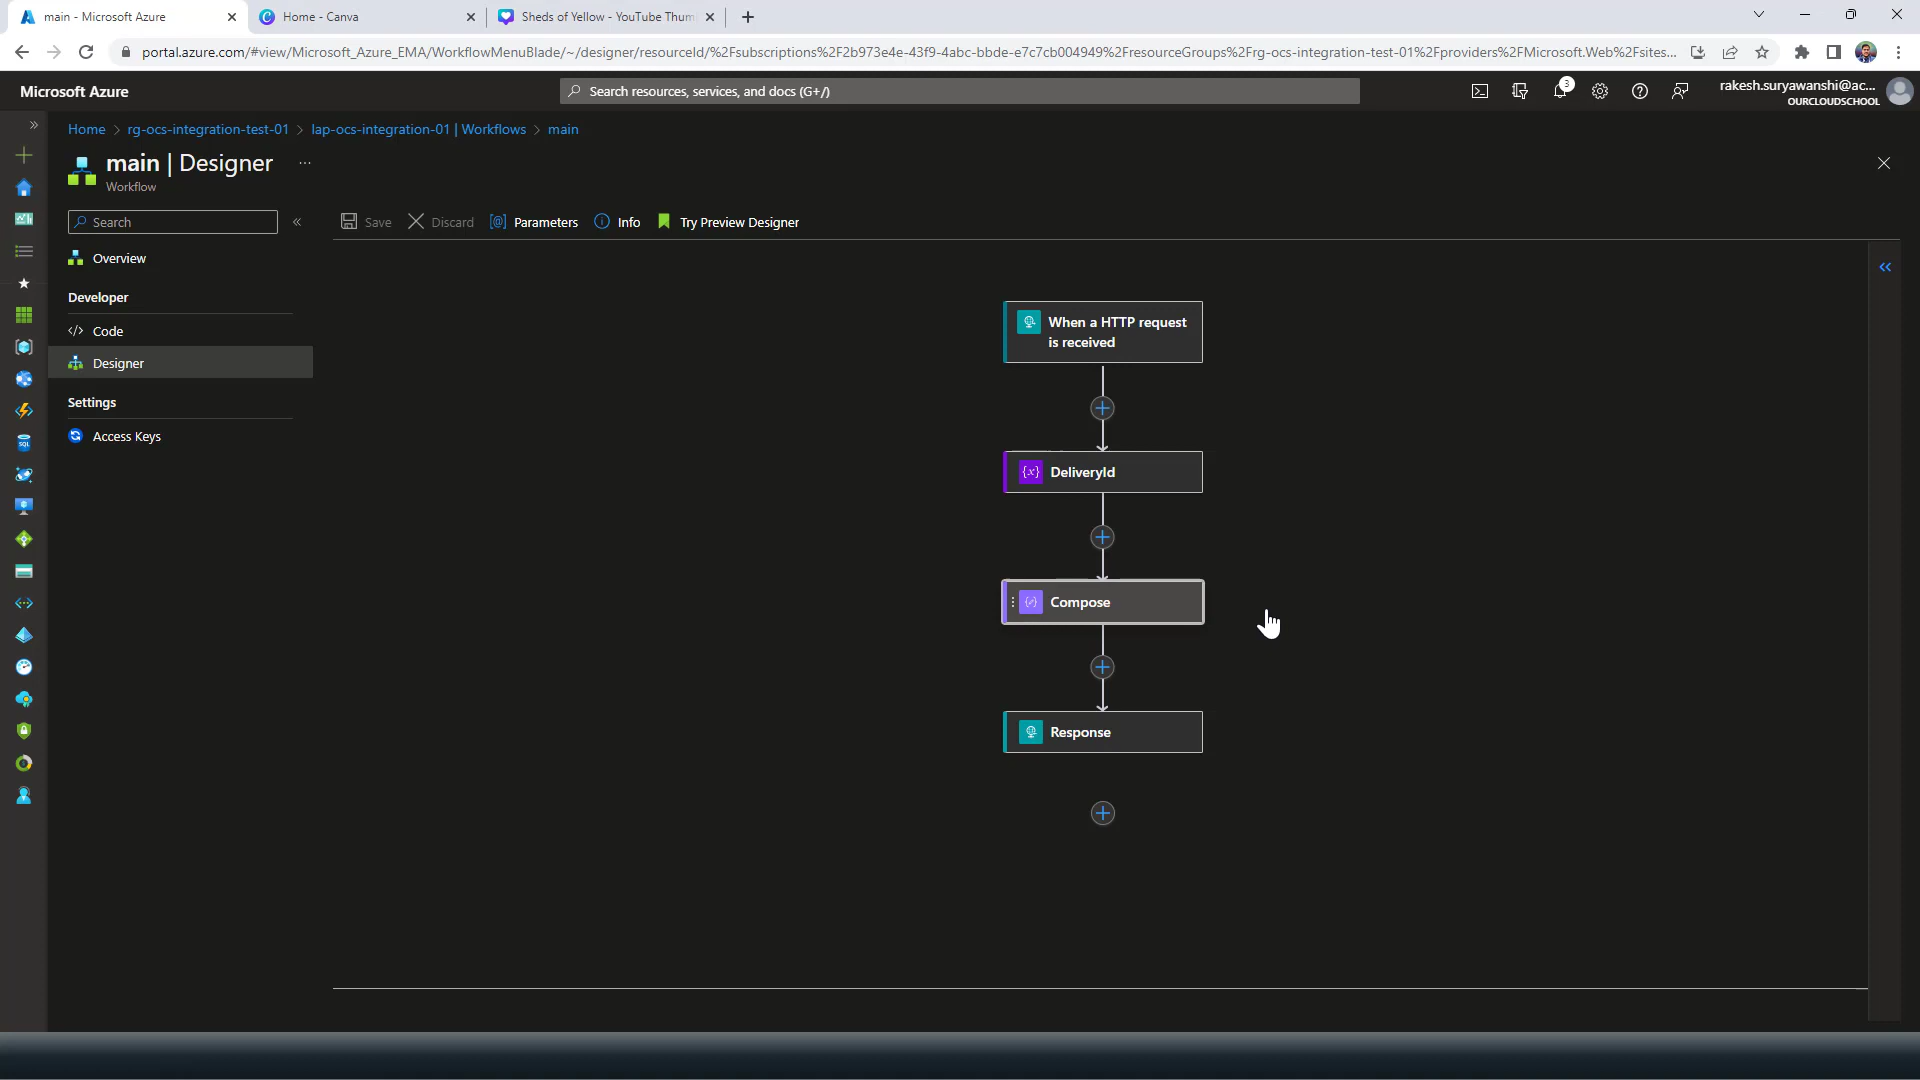 main - Microsoft Azure
Home - Canva
Sheds of Yellow - YouTube Thum
portal.azure.com/#view/Microsoft_Azure_EMA/WorkflowMenuBlade/~/designer/resourceId/%2Fsubscriptions%2F2b973e4e-43f9-4abc-bbde-e7c7cb004949%2FresourceGroups%2Frg-ocs-integration-test-01%2Fproviders%2FMicrosoft.Web%2Fsites...
Microsoft Azure
Search resources, services, and docs (G+/)
3
rakesh.suryawanshi@ac...
OURCLOUDSCHOOL
Home > rg-ocs-integration-test-01 > lap-ocs-integration-01 | Workflows > main
main | Designer ...
Workflow
Search
Save
Discard
Parameters
Info
Try Preview Designer
Overview
Developer
Code
Designer
Settings
Access Keys
When a HTTP request
is received
DeliveryId
Compose
Response
SQL